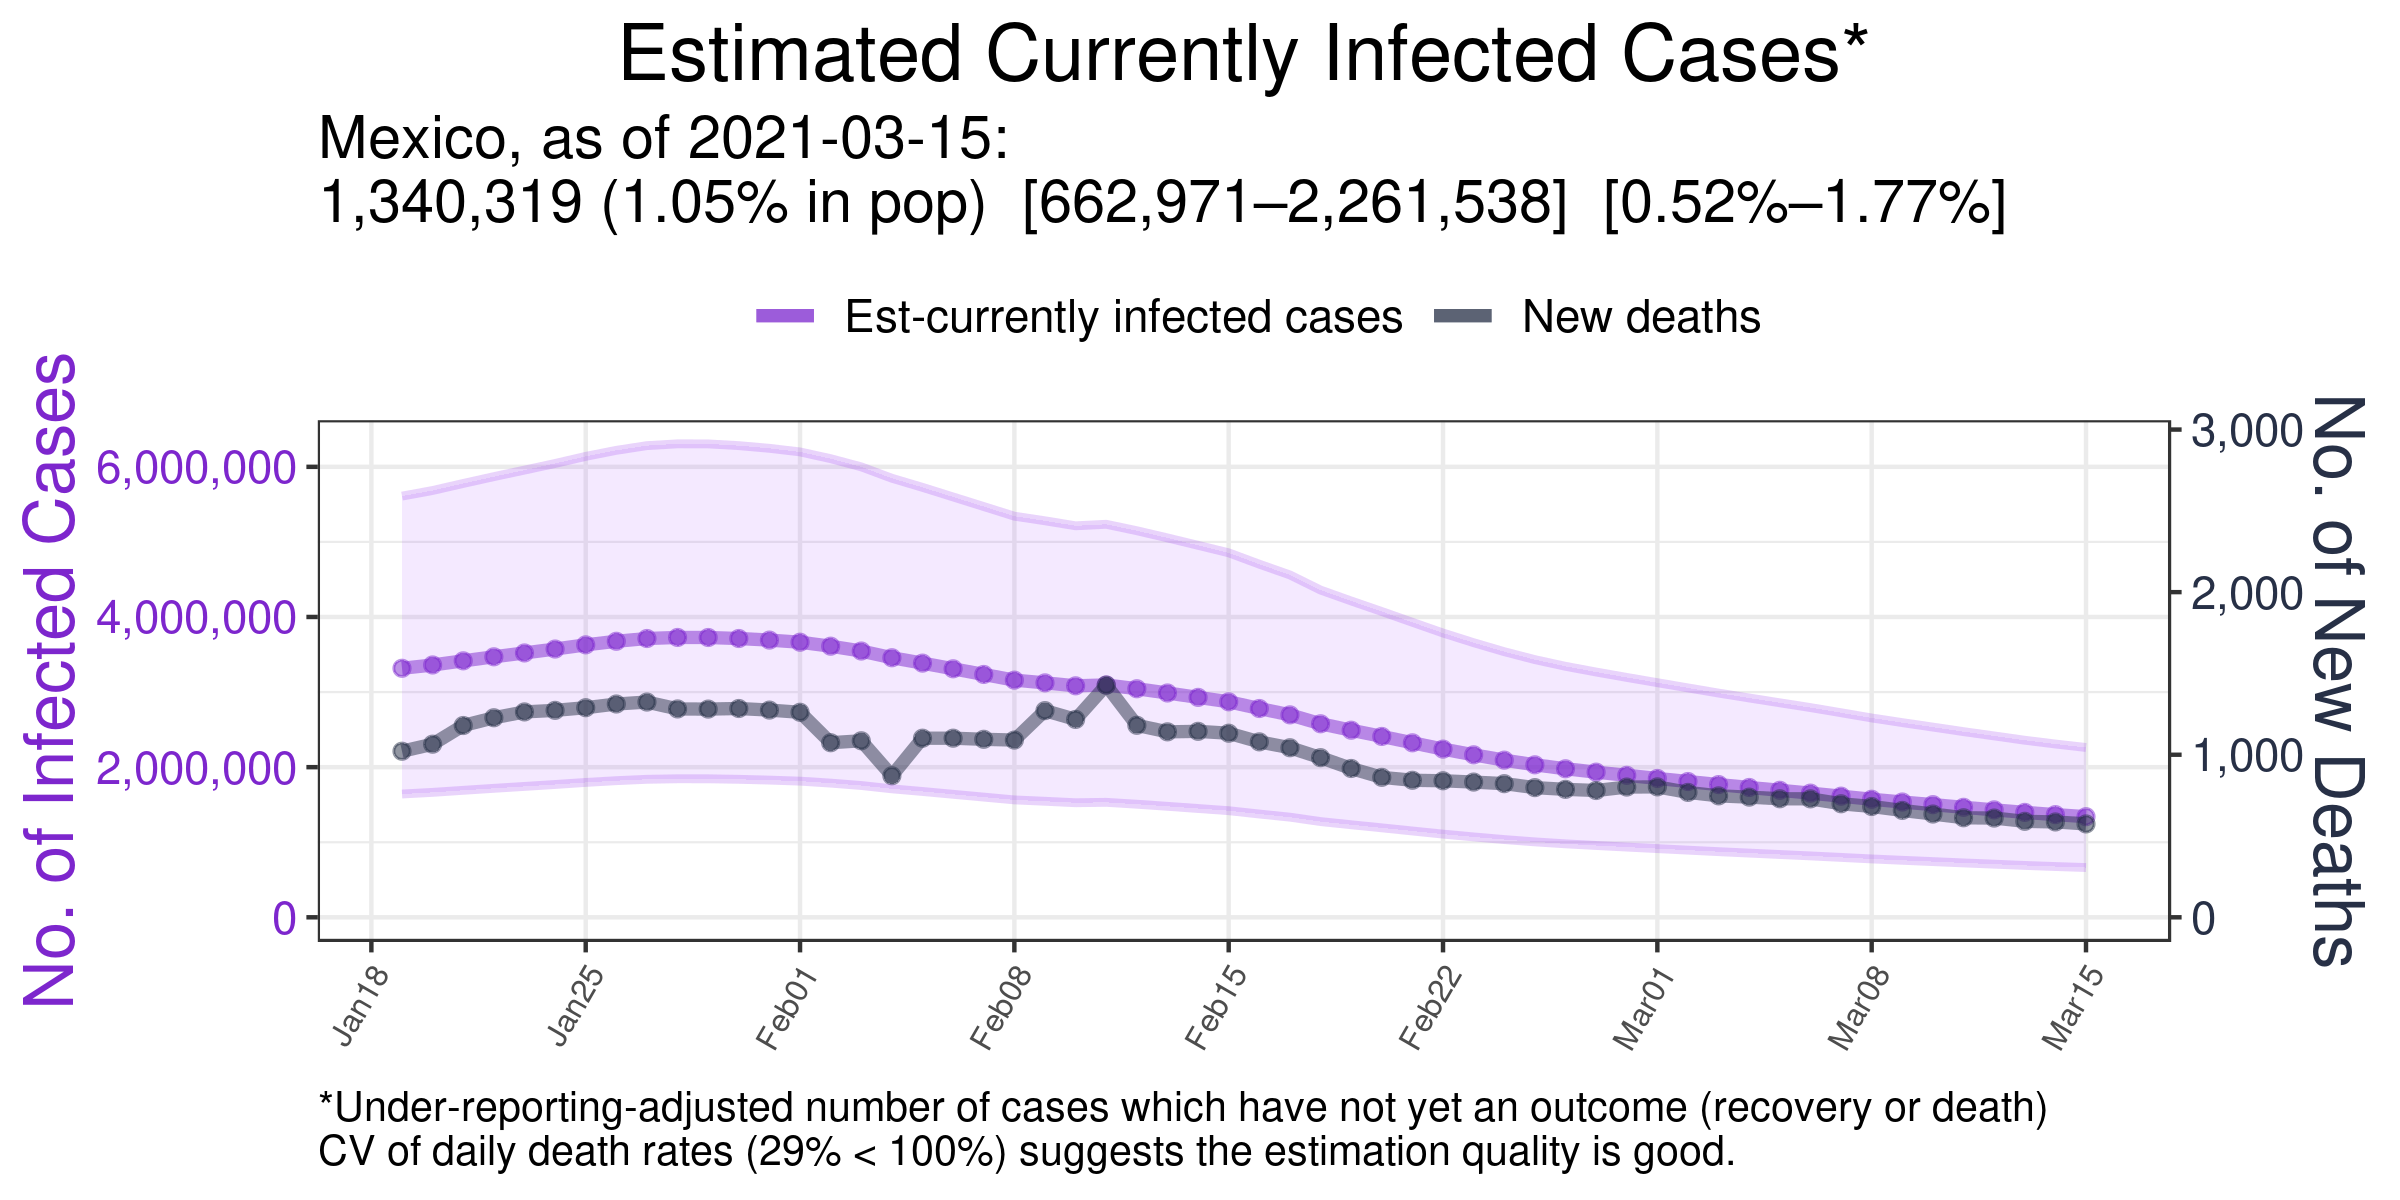 Estimated Currently Infected Cases*
Mexico, as of 2021-03-15:
1,340,319 (1.05% in pop) [662,971–2,261,538] [0.52%–1.77%]
Est-currently infected cases New deaths
No. of Infected Cases
6,000,000
4,000,000
2,000,000
0
3,000
2,000
1,000
0
No. of New Deaths
Jan18 Jan25 Feb01 Feb08 Feb15 Feb22 Mar01 Mar08 Mar15
*Under-reporting-adjusted number of cases which have not yet an outcome (recovery or death)
CV of daily death rates (29% < 100%) suggests the estimation quality is good.